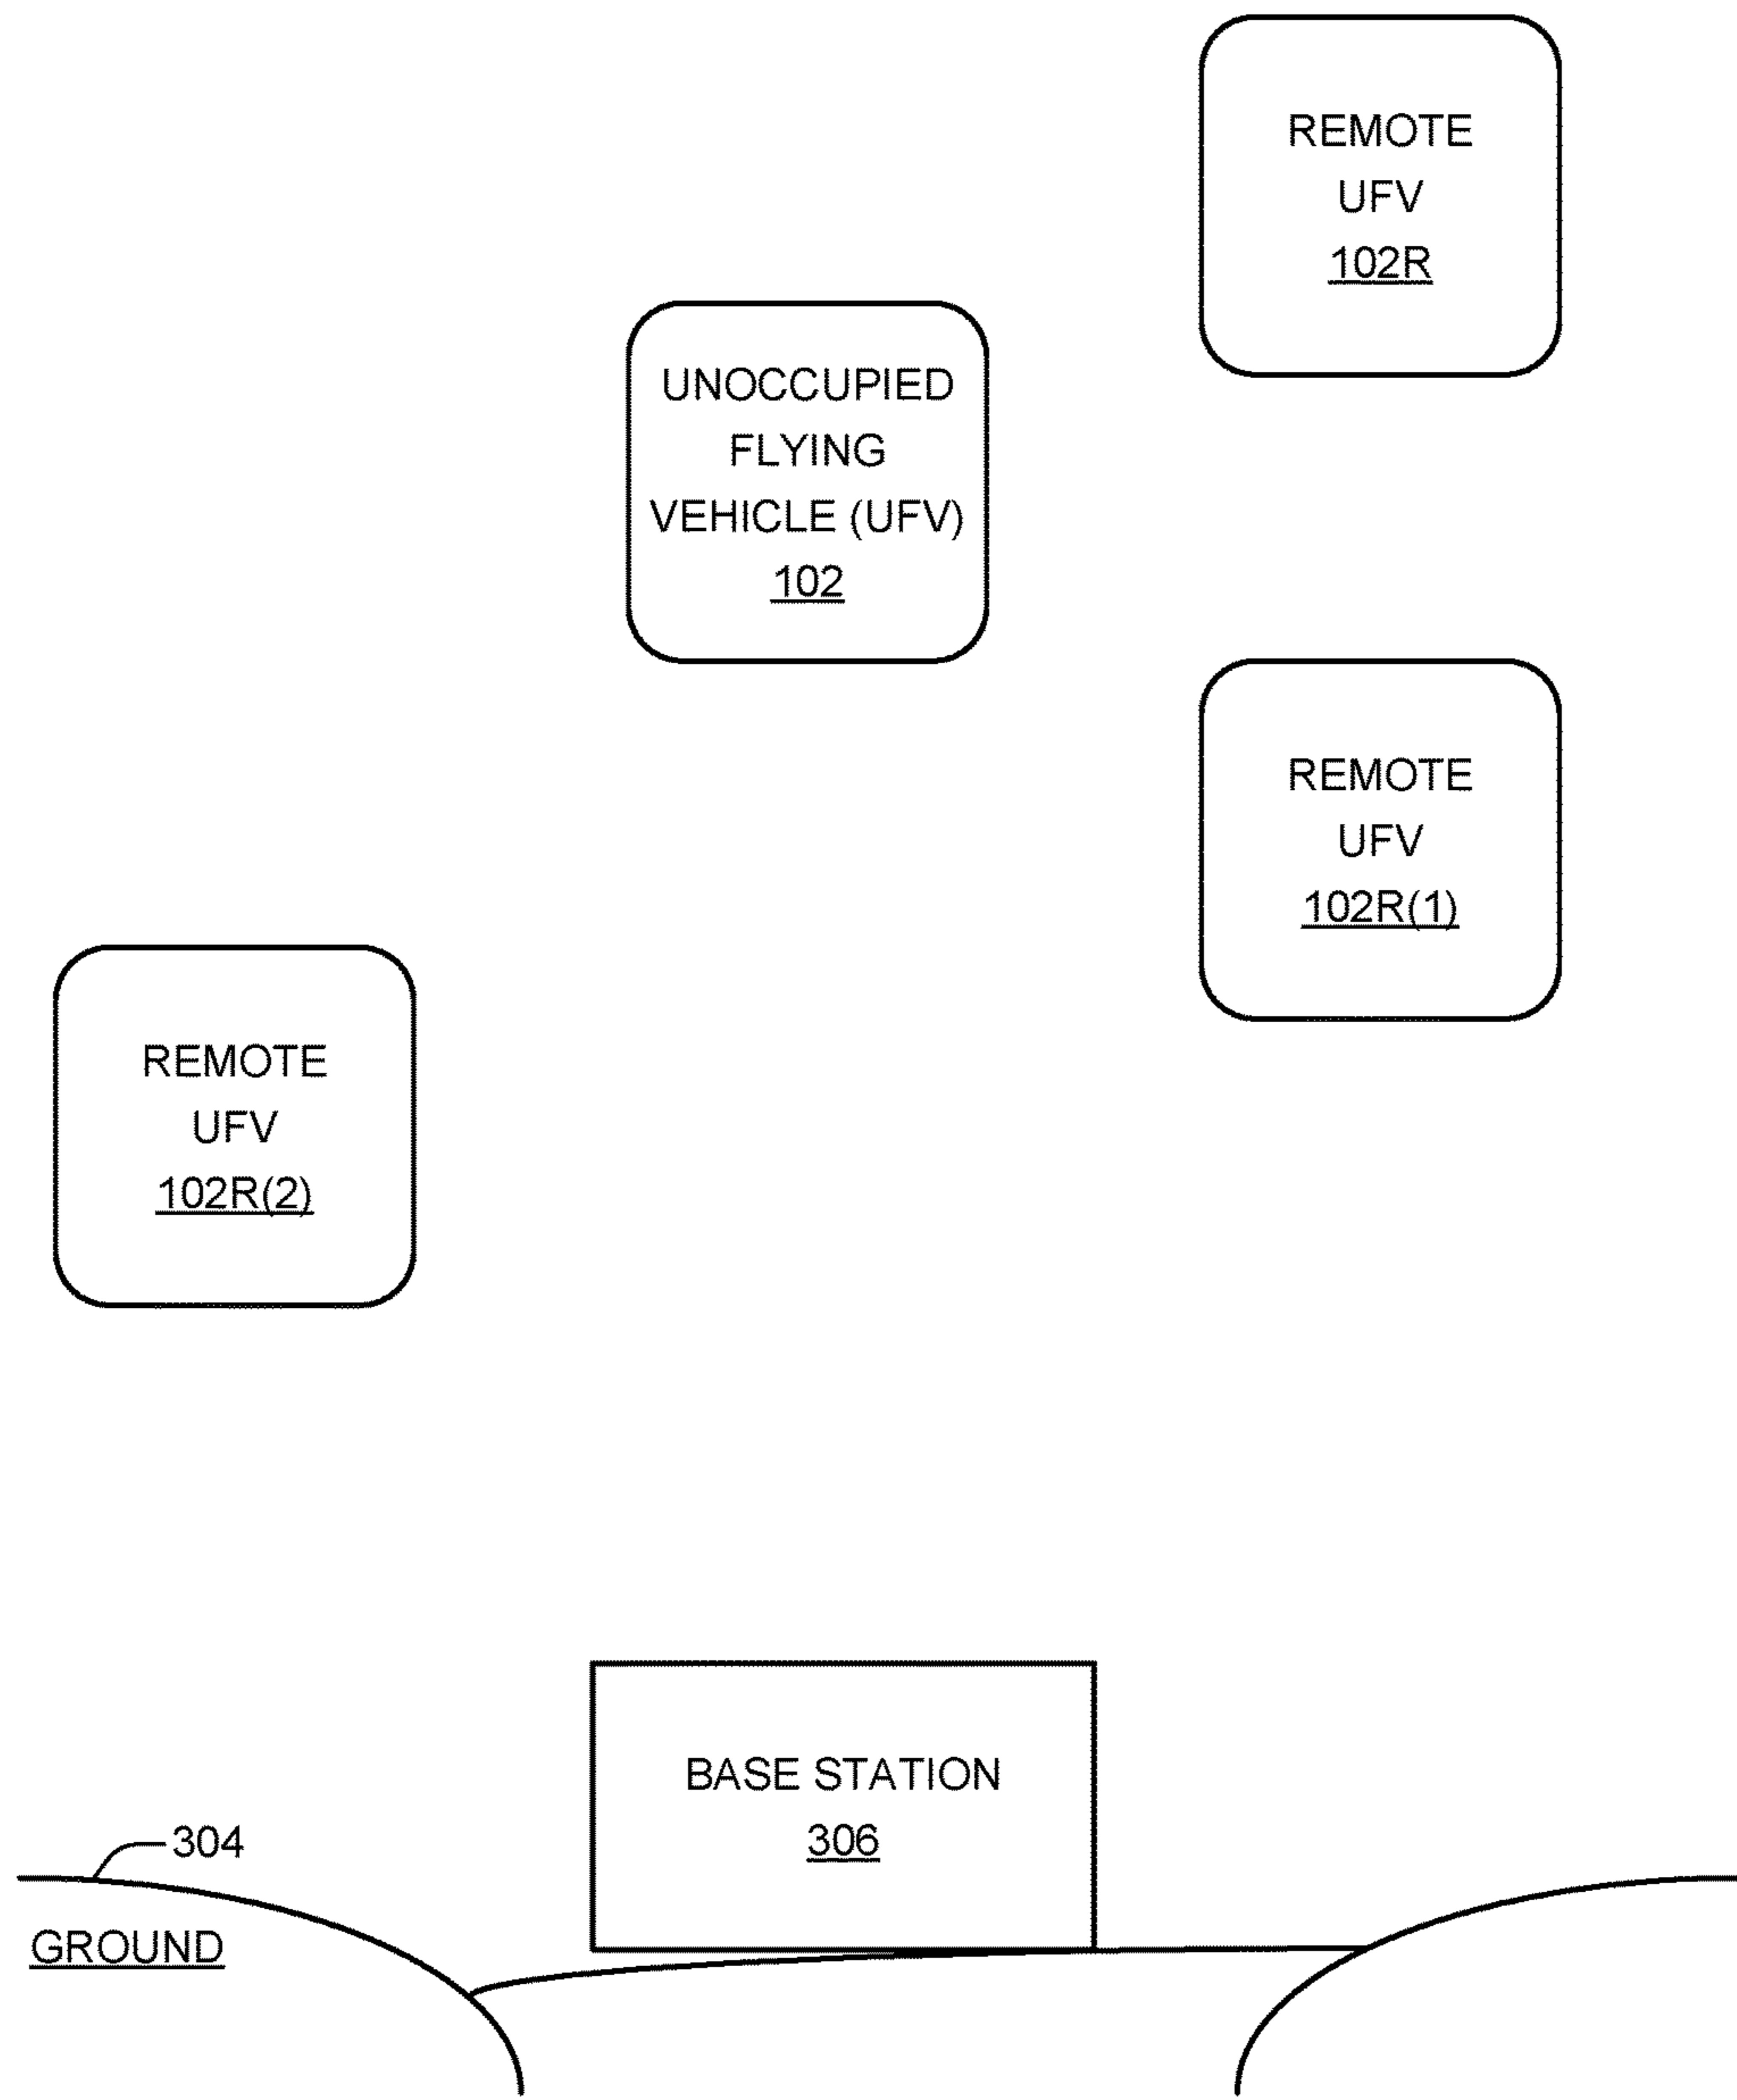 REMOTE
UFV
102R
UNOCCUPIED
FLYING
VEHICLE (UFV)
102
REMOTE
UFV
102R(1)
REMOTE
UFV
102R(2)
BASE STATION
306
304
GROUND